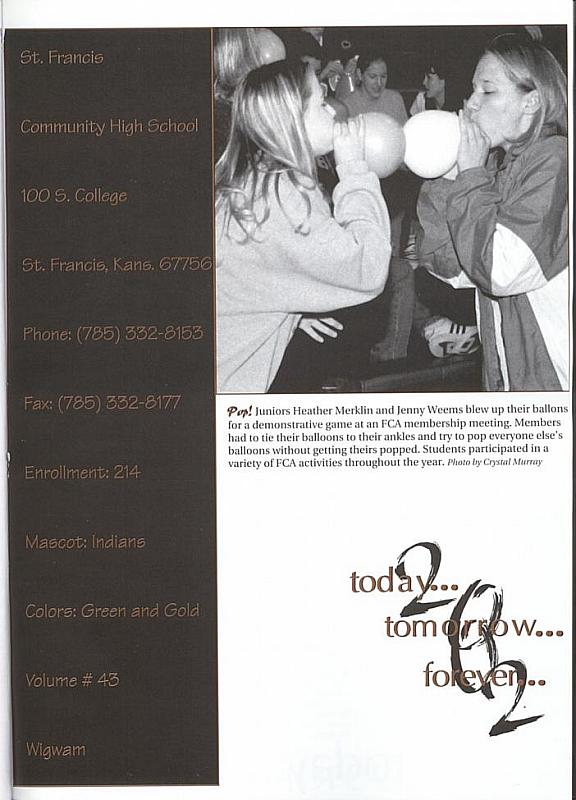 St. Francis
Community High School
100 S. College
St. Francis, Kans. 67756
Phone: (785) 332-8153
Fax: (785) 332-8177
Enrollment: 214
Mascot: Indians
Colors: Green and Gold
Volume # 43
Wigwam
Pop! Juniors Heather Merklin and Jenny Weems blew up their ballons
for a demonstrative game at an FCA membership meeting. Members
had to tie their balloons to their ankles and try to pop everyone else's
balloons without getting theirs popped. Students participated in a
variety of FCA activities throughout the year. Photo by Crystal Murray
today...
tomorrow...
forever...
2002